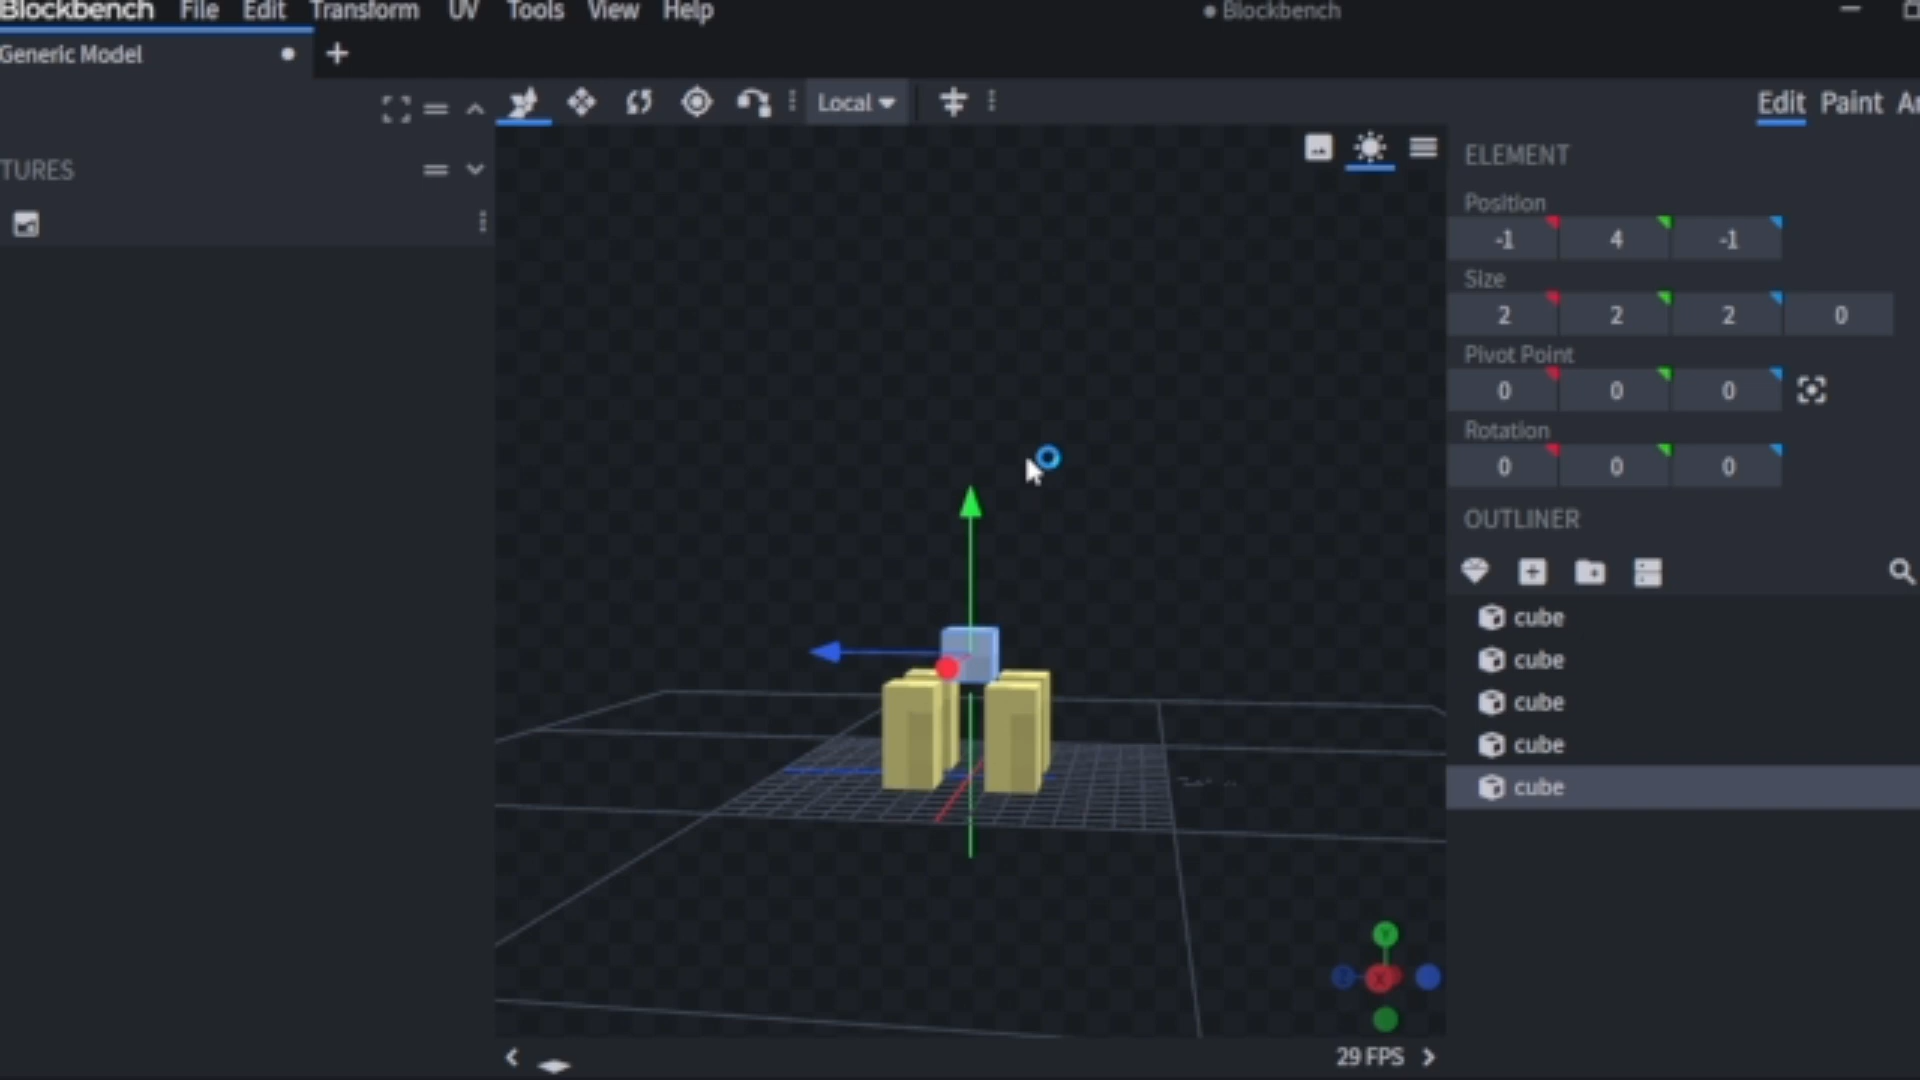 Blockbench File Edit Transform UV Tools View Help
Blockbench
Generic Model
Local
Edit Paint
TURES
ELEMENT
Position
-1 4 -1
Size
2 2 2 0
Pivot Point
0 0 0
Rotation
0 0 0
OUTLINER
cube
cube
cube
cube
cube
Y
X
Z
29 FPS